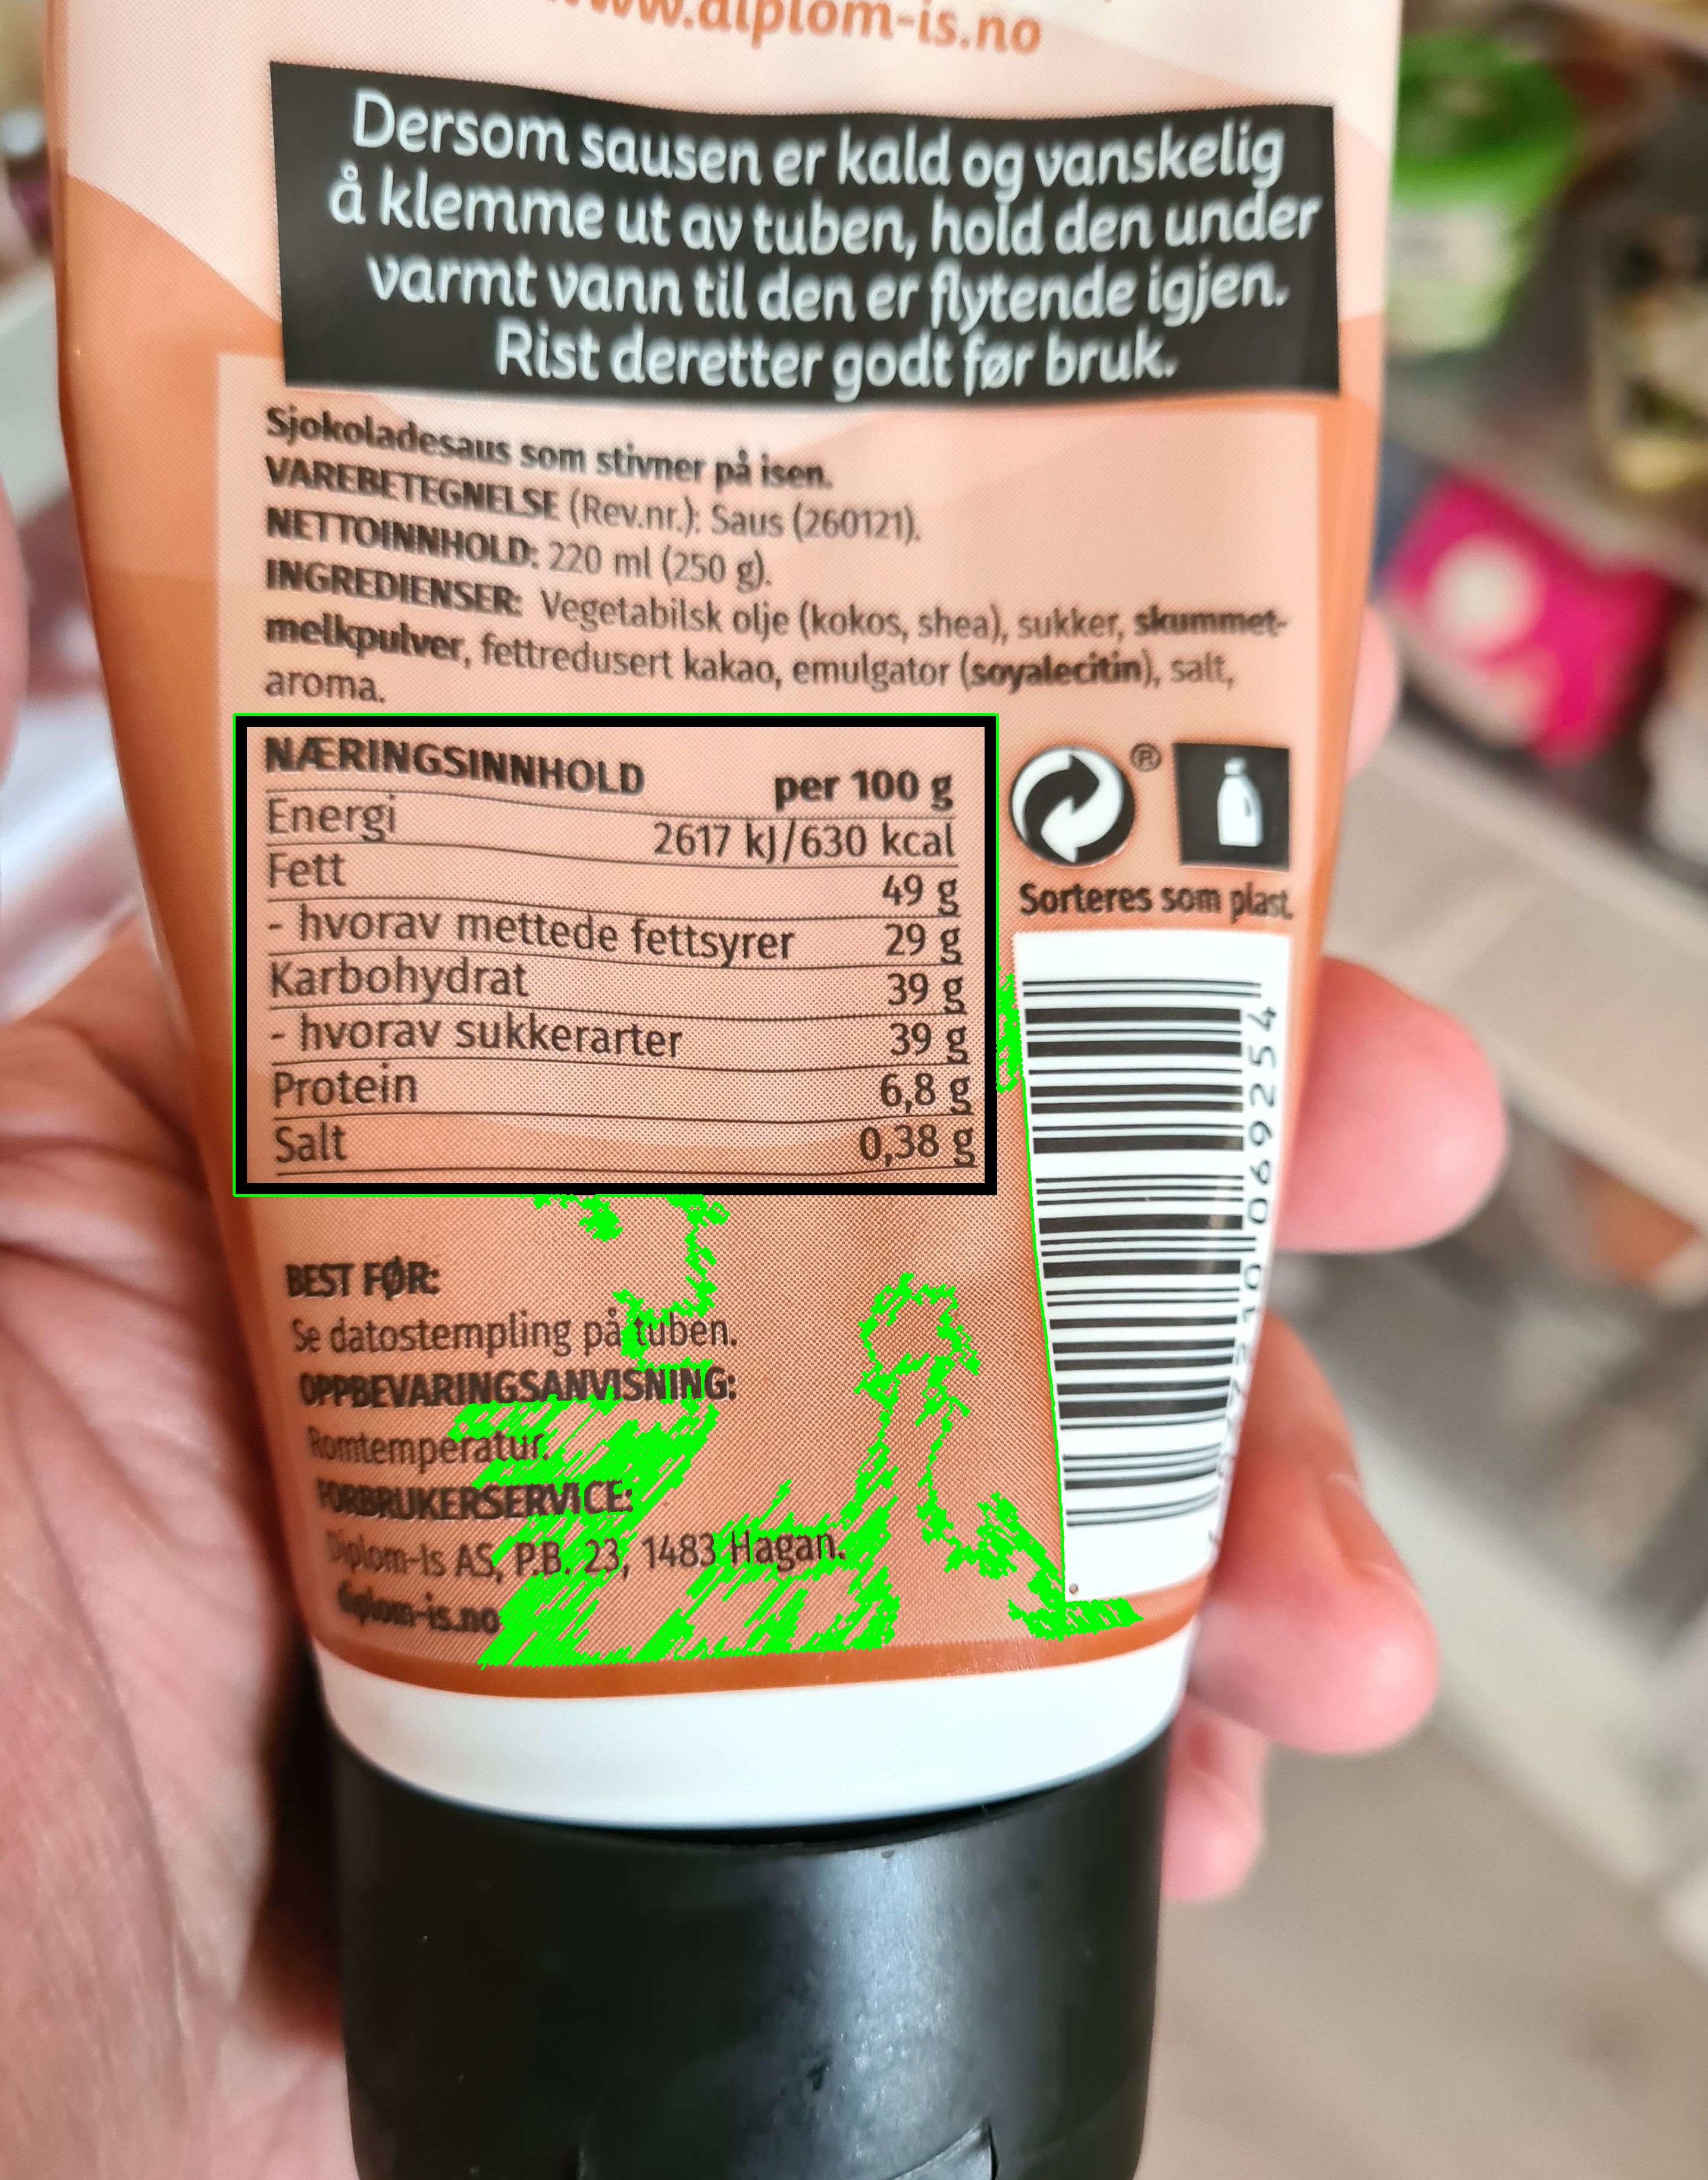 www.diplom-is.no
Dersom sausen er kald og vanskelig
å klemme ut av tuben, hold den under
varmt vann til den er flytende igjen.
Rist deretter godt før bruk.
Sjokoladesaus som stivner på isen.
VAREBETEGNELSE (Rev.nr.): Saus (260121).
NETTOINNHOLD: 220 ml (250 g).
INGREDIENSER: Vegetabilsk olje (kokos, shea), sukker, skummet-
melkpulver, fettredusert kakao, emulgator (soyalecitin), salt,
aroma.
NÆRINGSINNHOLD per 100 g
Energi 2617 kJ/630 kcal
Fett 49 g
- hvorav mettede fettsyrer 29 g
Karbohydrat 39 g
- hvorav sukkerarter 39 g
Protein 6,8 g
Salt 0,38 g
®
Sorteres som plast.
BEST FØR:
Se datostempling på tuben.
OPPBEVARINGSANVISNING:
Romtemperatur.
FORBRUKERSERVICE:
Diplom-Is AS, P.B. 23, 1483 Hagan.
diplom-is.no